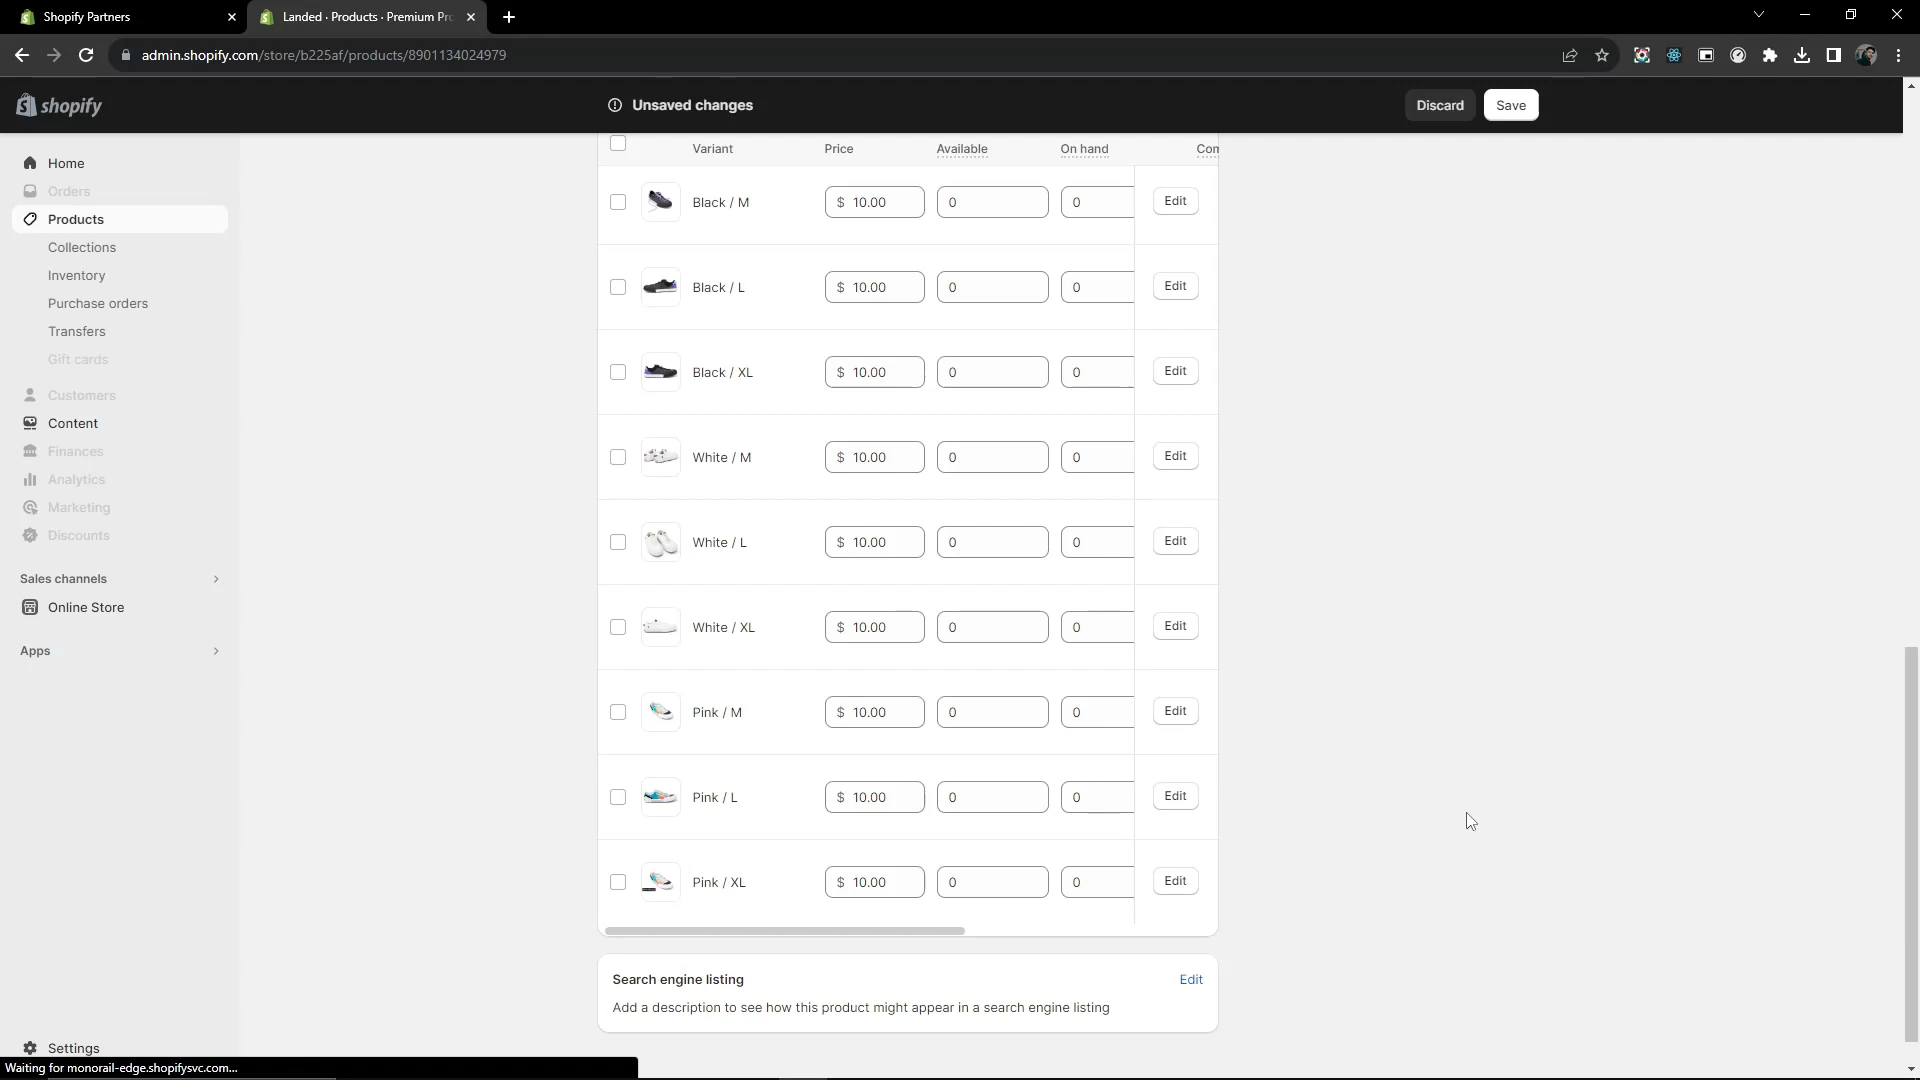 Shopify Partners
Landed · Products · Premium Pro
admin.shopify.com/store/b225af/products/8901134024979
shopify
Unsaved changes
Discard
Save
Home
Orders
Products
Collections
Inventory
Purchase orders
Transfers
Gift cards
Customers
Content
Finances
Analytics
Marketing
Discounts
Sales channels
Online Store
Apps
Settings
Variant Price Available On hand Com
Black / M $ 10.00 0 0 Edit
Black / L $ 10.00 0 0 Edit
Black / XL $ 10.00 0 0 Edit
White / M $ 10.00 0 0 Edit
White / L $ 10.00 0 0 Edit
White / XL $ 10.00 0 0 Edit
Pink / M $ 10.00 0 0 Edit
Pink / L $ 10.00 0 0 Edit
Pink / XL $ 10.00 0 0 Edit
Search engine listing Edit
Add a description to see how this product might appear in a search engine listing
Waiting for monorail-edge.shopifysvc.com...